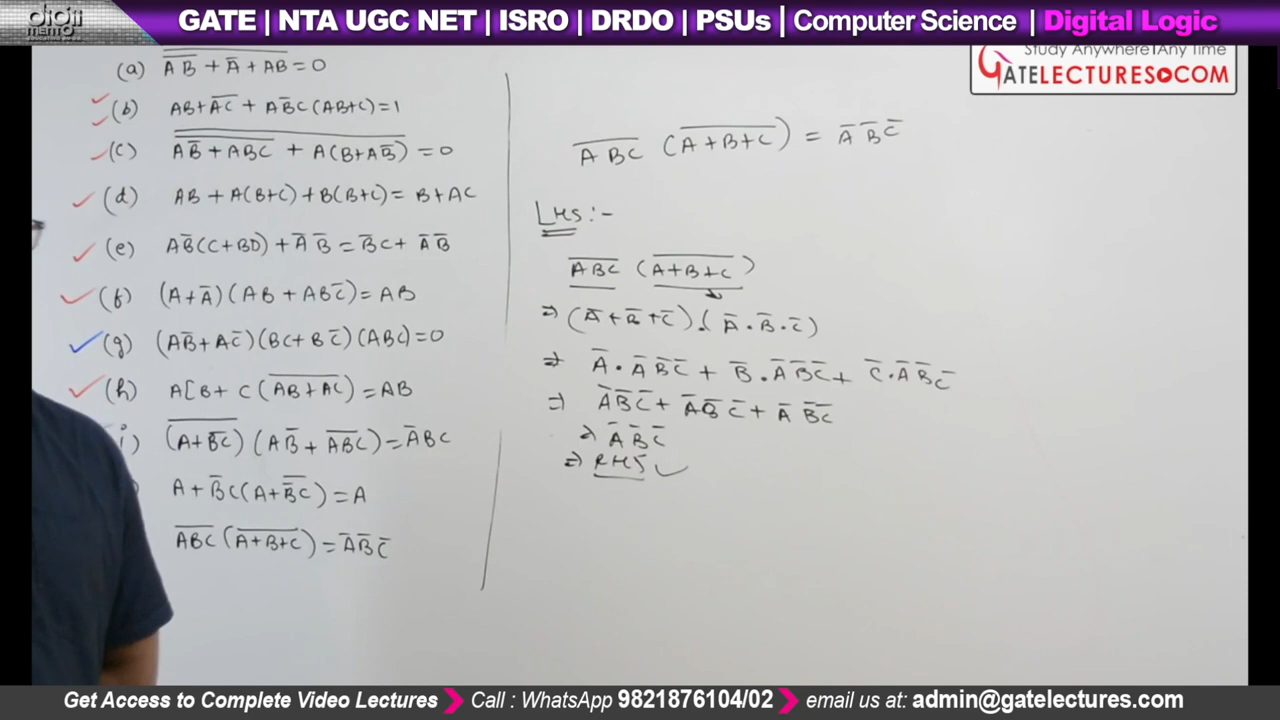 digii
mento
GATE | NTA UGC NET | ISRO | DRDO | PSUs | Computer Science | Digital Logic
Study Anywhere|Any Time
GATELECTURES.COM
(a) A̅ B̅ + A̅ + AB = 0
(b) AB + A̅C̅ + AB̅C (AB+C) = 1
(c) AB̅ + ABC + A(B+AB̅) = 0
(d) AB + A(B+C) + B(B+C) = B+AC
(e) AB̅(C+BD) + A̅ B̅ = B̅C + A̅B̅
(f) (A+A̅)(AB + ABC̅) = AB
(g) (AB̅+AC̅)(BC+BC̅)(ABC) = 0
(h) A[B + C(A̅B̅+̅A̅C̅) = AB
i) (A̅+̅B̅C̅)(AB̅ + A̅B̅C̅) = A̅BC
A + B̅C(A+B̅C) = A
A̅B̅C̅ (A̅+̅B̅+̅C̅) = A̅B̅C̅
A̅B̅C̅ (A̅+̅B̅+̅C̅) = A̅ B̅ C̅
LHS:-
A̅B̅C̅ (A̅+̅B̅+̅C̅)
⇒ (A̅+B̅+C̅).(A̅.B̅.C̅)
⇒ A̅.A̅B̅C̅ + B̅.A̅B̅C̅ + C̅.A̅B̅C̅
⇒ A̅B̅C̅ + A̅B̅C̅ + A̅B̅C̅
⇒ A̅B̅C̅
⇒ RHS ✓
Get Access to Complete Video Lectures Call : WhatsApp 9821876104/02 email us at: admin@gatelectures.com